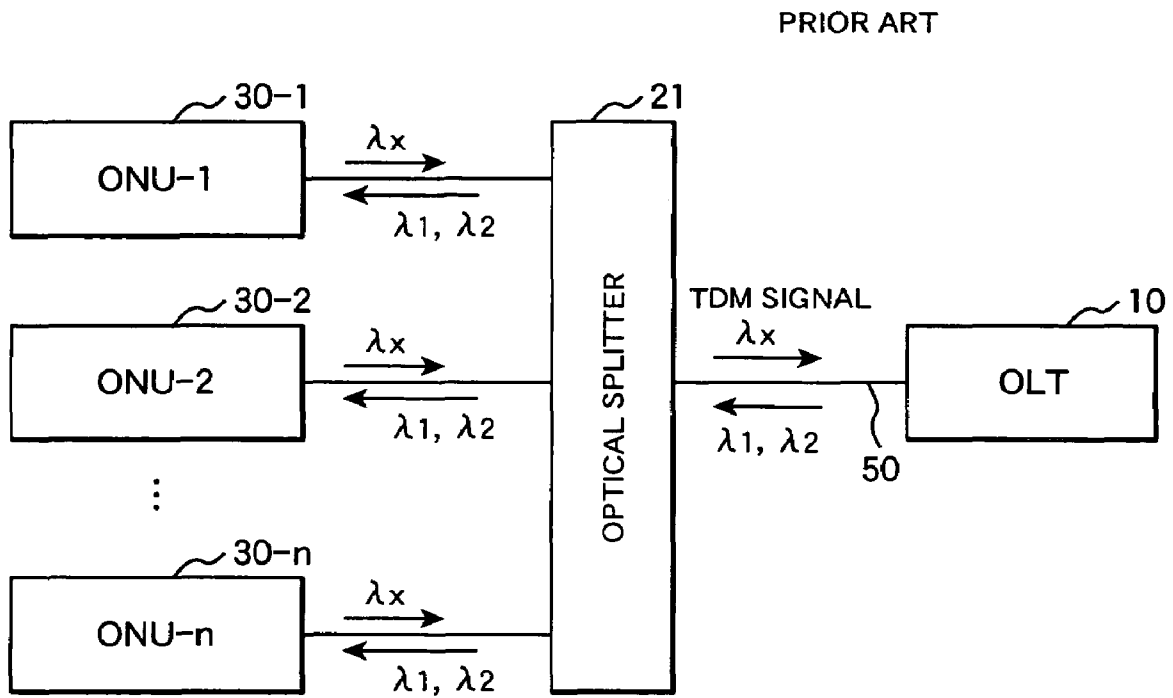 PRIOR ART
30-1
21
ONU-1
λx
λ1, λ2
30-2
TDM SIGNAL
10
ONU-2
λx
λ1, λ2
OPTICAL SPLITTER
λx
λ1, λ2
OLT
50
⋮
30-n
ONU-n
λx
λ1, λ2